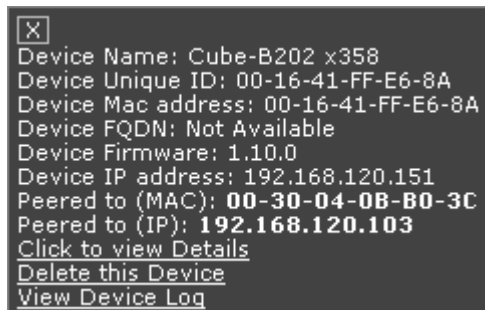 X
Device Name: Cube-B202 x358
Device Unique ID: 00-16-41-FF-E6-8A
Device Mac address: 00-16-41-FF-E6-8A
Device FQDN: Not Available
Device Firmware: 1.10.0
Device IP address: 192.168.120.151
Peered to (MAC): 00-30-04-0B-B0-3C
Peered to (IP): 192.168.120.103
Click to view Details
Delete this Device
View Device Log